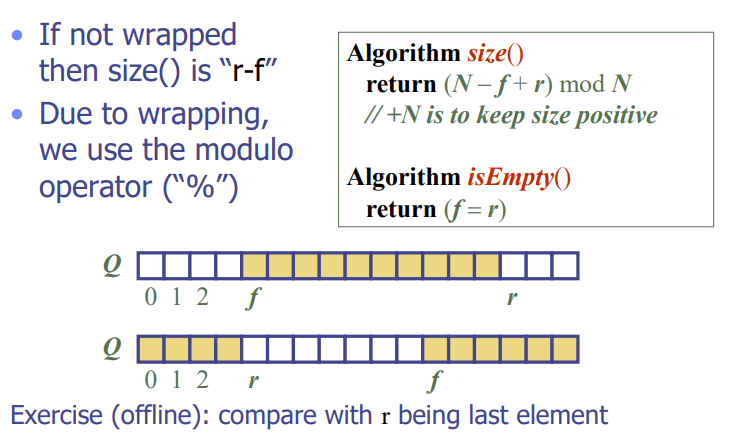 • If not wrapped
then size() is “r-f”
• Due to wrapping,
we use the modulo
operator (“%”)
Algorithm size()
return (N – f + r) mod N
// +N is to keep size positive
Algorithm isEmpty()
return (f = r)
Q
0 1 2 f r
Q
0 1 2 r f
Exercise (offline): compare with r being last element